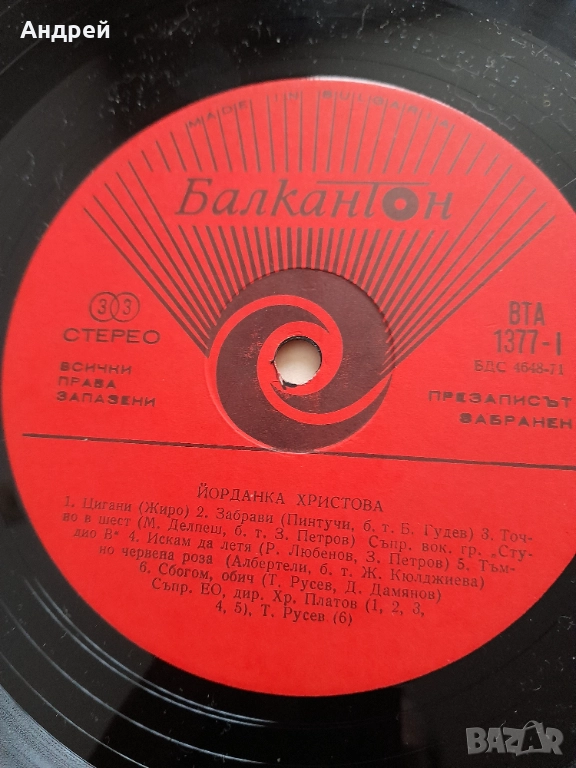 Андрей
MADE IN BULGARIA
Балкантон
33
СТЕРЕО
ВСИЧКИ
ПРАВА
ЗАПАЗЕНИ
ВТА
1377-I
БДС 4648-71
ПРЕЗАПИСЪТ
ЗАБРАНЕН
ЙОРДАНКА ХРИСТОВА
1. Цигани (Жиро) 2. Забрави (Пинтучи, б. т. Б. Гудев) 3. Точ-
но в шест (М. Делпеш, б. т. З. Петров) Съпр. вок. гр. „Сту-
дио В“ 4. Искам да летя (Р. Любенов, З. Петров) 5. Тъм-
но червена роза (Албертели, б. т. Ж. Кюлджиева)
6. Сбогом, обич (Т. Русев, Д. Дамянов)
Съпр. ЕО, дир. Хр. Платов (1, 2, 3,
4, 5), Т. Русев (6)
BAZAR